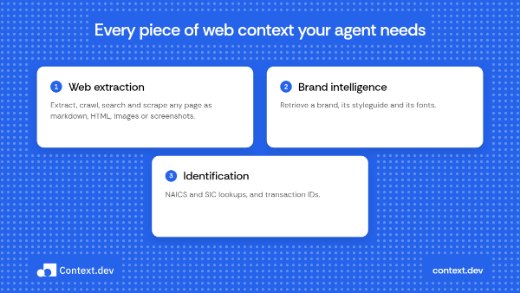 Every piece of web context your agent needs
1 Web extraction
Extract, crawl, search and scrape any page as
markdown, HTML, images or screenshots.
2 Brand intelligence
Retrieve a brand, its styleguide and its fonts.
3 Identification
NAICS and SIC lookups, and transaction IDs.
Context.dev
context.dev